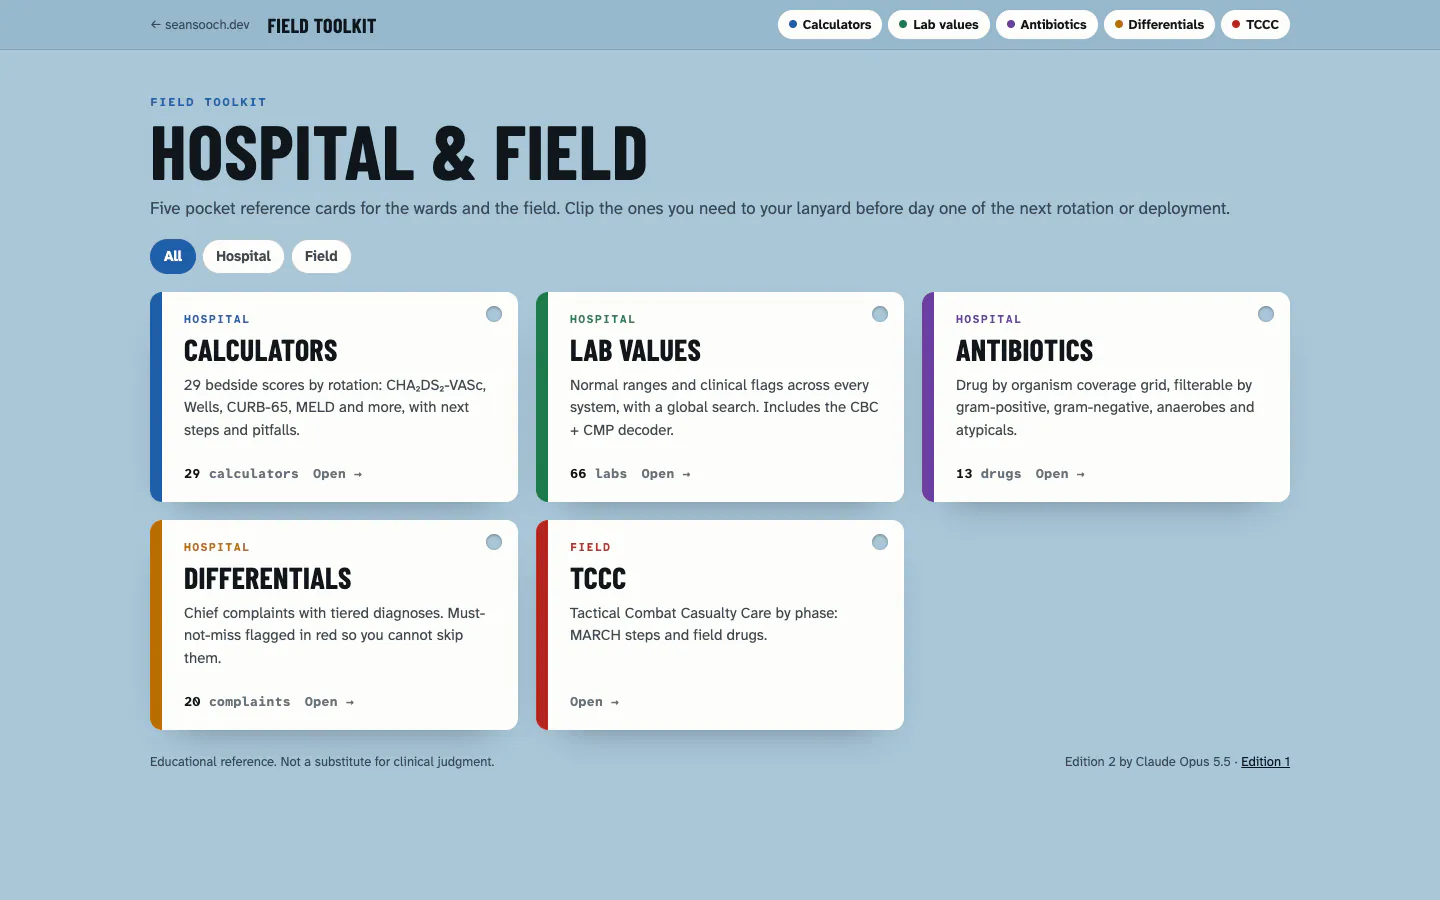 ← seansooch.dev FIELD TOOLKIT Calculators Lab values Antibiotics Differentials TCCC
FIELD TOOLKIT
HOSPITAL & FIELD
Five pocket reference cards for the wards and the field. Clip the ones you need to your lanyard before day one of the next rotation or deployment.
All Hospital Field
HOSPITAL
CALCULATORS
29 bedside scores by rotation: CHA₂DS₂-VASc,
Wells, CURB-65, MELD and more, with next
steps and pitfalls.
29 calculators Open →
HOSPITAL
LAB VALUES
Normal ranges and clinical flags across every
system, with a global search. Includes the CBC
+ CMP decoder.
66 labs Open →
HOSPITAL
ANTIBIOTICS
Drug by organism coverage grid, filterable by
gram-positive, gram-negative, anaerobes and
atypicals.
13 drugs Open →
HOSPITAL
DIFFERENTIALS
Chief complaints with tiered diagnoses. Must-
not-miss flagged in red so you cannot skip
them.
20 complaints Open →
FIELD
TCCC
Tactical Combat Casualty Care by phase:
MARCH steps and field drugs.
Open →
Educational reference. Not a substitute for clinical judgment.
Edition 2 by Claude Opus 5.5 · Edition 1